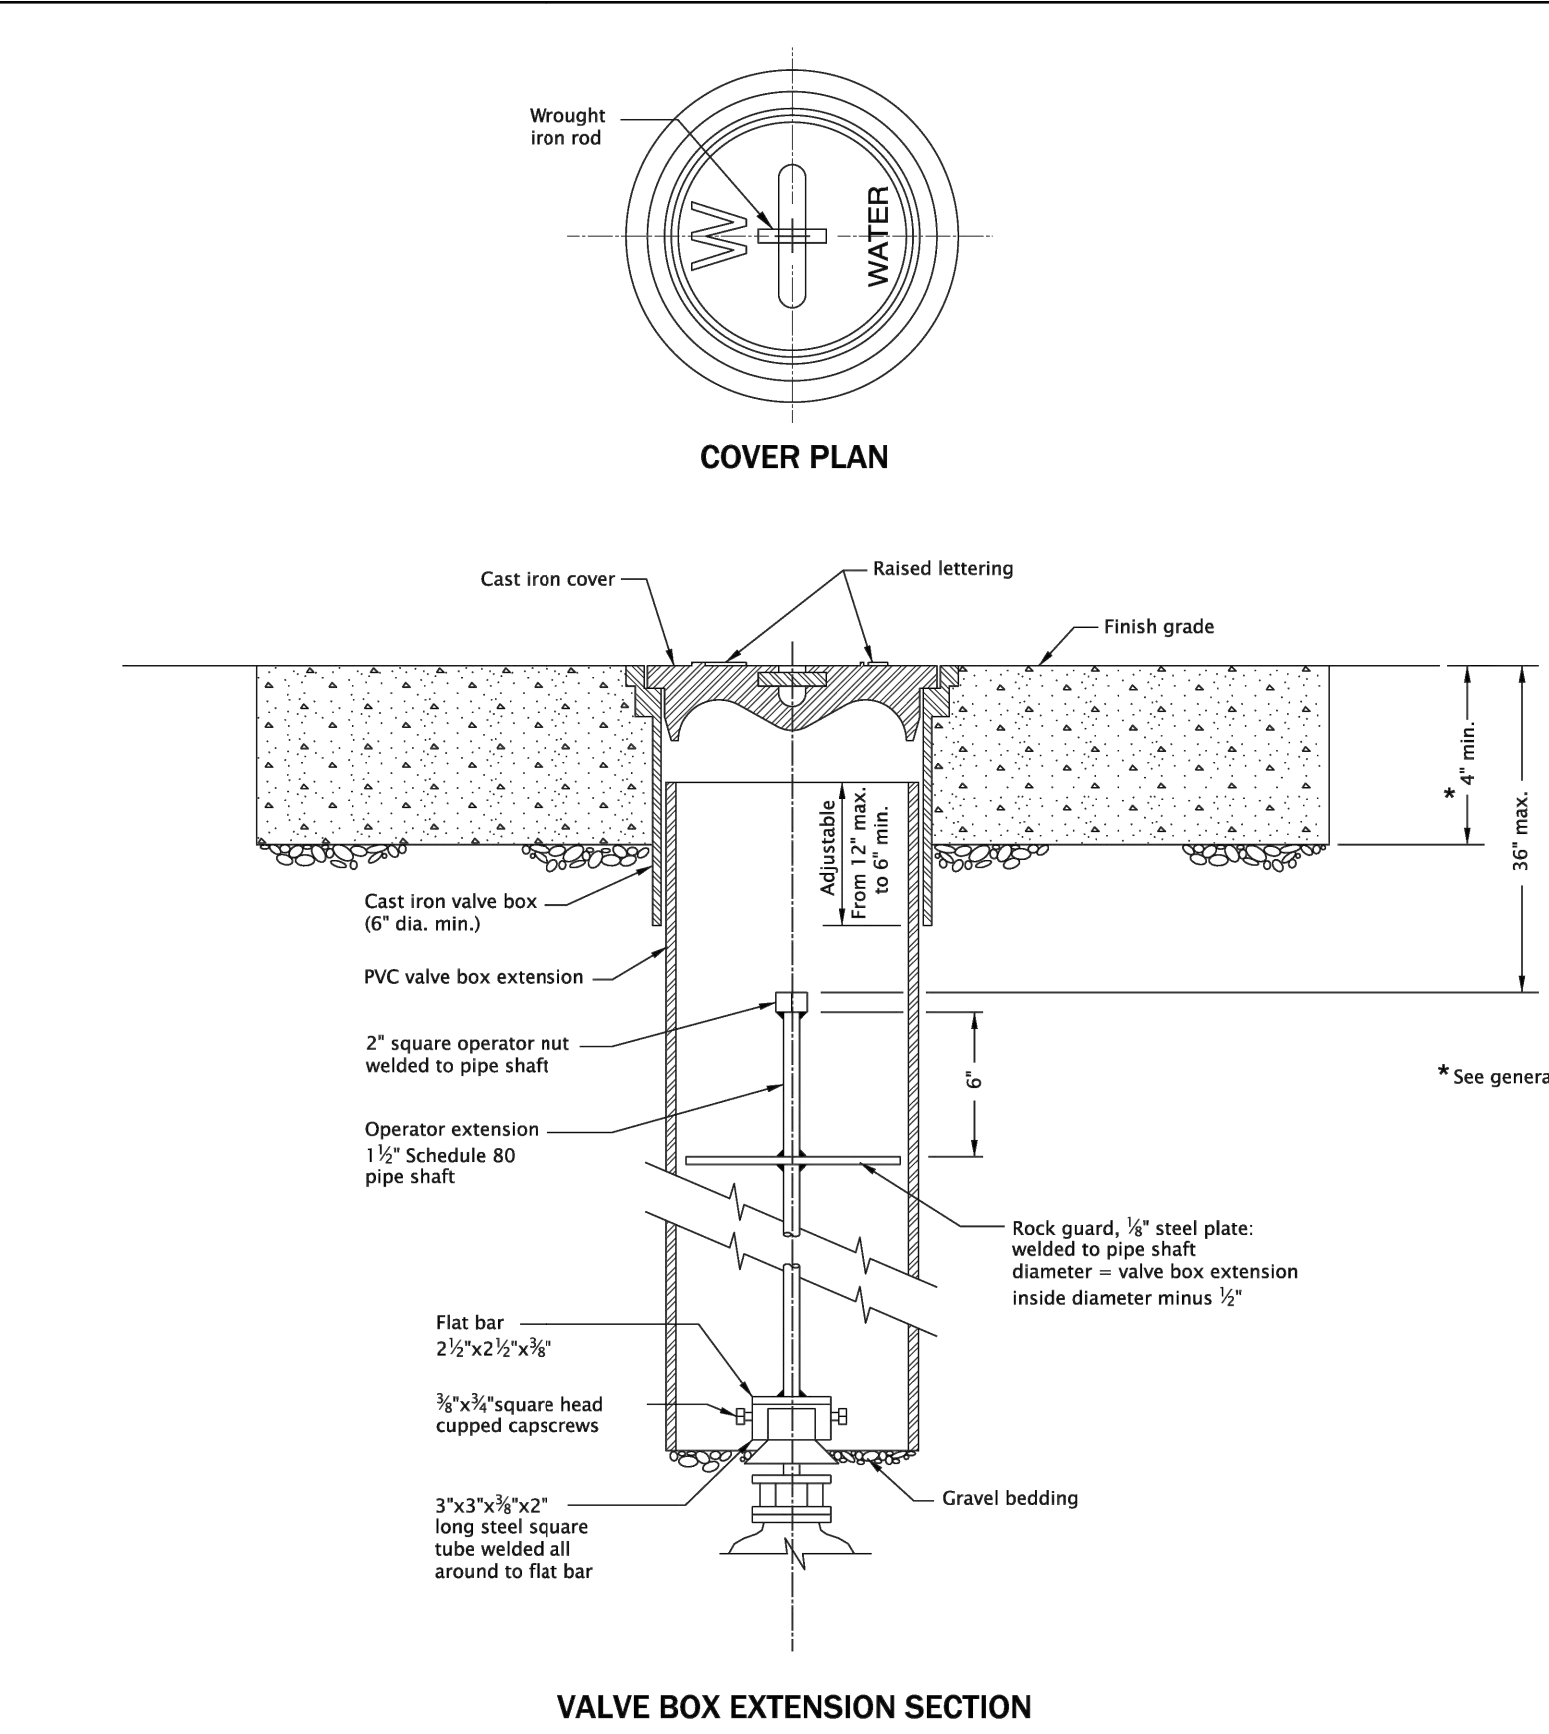 Wrought
iron rod
W
WATER
COVER PLAN
Cast iron cover
Raised lettering
Finish grade
* 4" min.
36" max.
Adjustable
From 12" max.
to 6" min.
Cast iron valve box
(6" dia. min.)
PVC valve box extension
2" square operator nut
welded to pipe shaft
6"
* See genera
Operator extension
1½" Schedule 80
pipe shaft
Rock guard, ⅛" steel plate:
welded to pipe shaft
diameter = valve box extension
inside diameter minus ½"
Flat bar
2½"x2½"x⅜"
⅜"x¾"square head
cupped capscrews
3"x3"x⅜"x2"
long steel square
tube welded all
around to flat bar
Gravel bedding
VALVE BOX EXTENSION SECTION